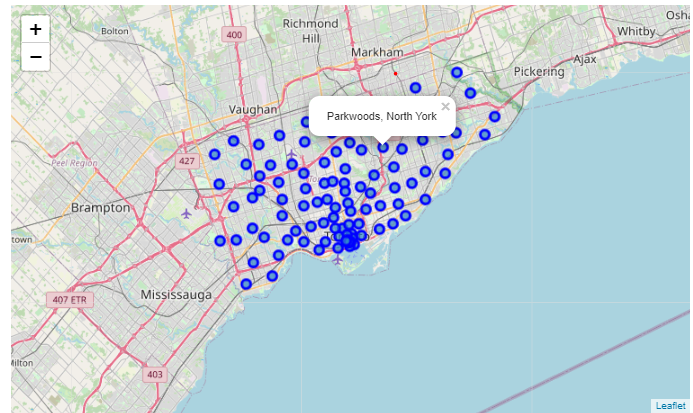 +
−
Bolton
400
Richmond
Hill
Markham
Osha
Whitby
Ajax
Pickering
Vaughan
×
Parkwoods, North York
427
Peel Region
Brampton
town
407 ETR
Mississauga
Milton
403
Leaflet